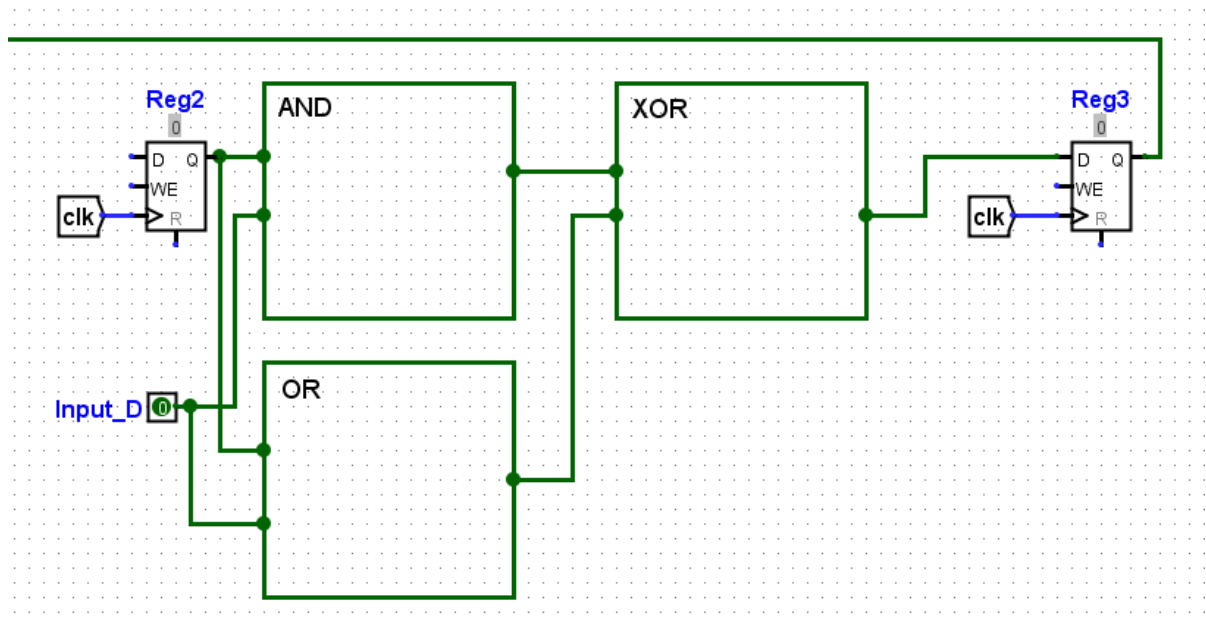 Reg2
0
D Q
WE
R
clk
AND
XOR
Reg3
0
D Q
WE
R
clk
Input_D 0
OR